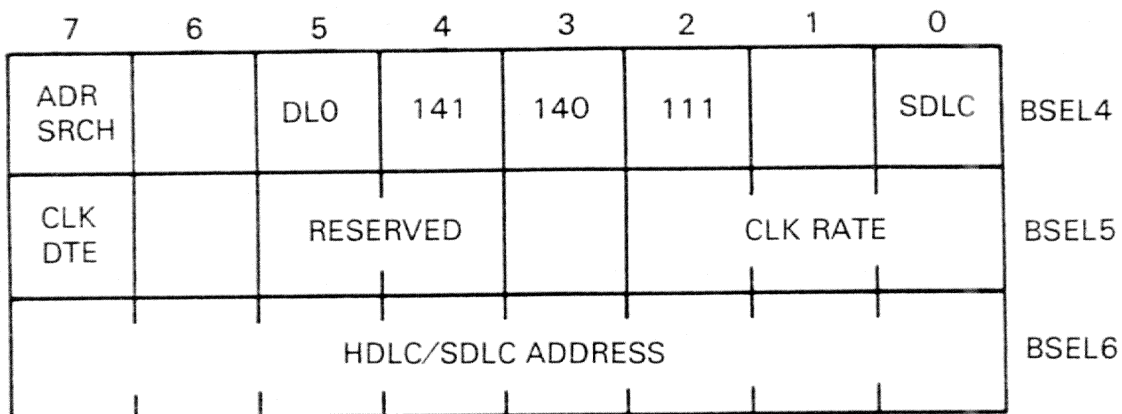 7 6 5 4 3 2 1 0
ADR SRCH DL0 141 140 111 SDLC BSEL4
CLK DTE RESERVED CLK RATE BSEL5
HDLC/SDLC ADDRESS BSEL6